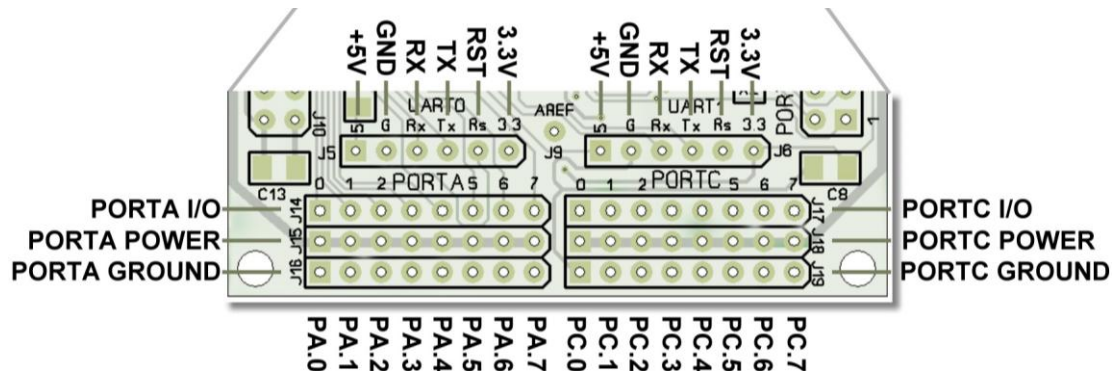 +5V GND RX TX RST 3.3V +5V GND RX TX RST 3.3V
J10 UART0 AREF UART1 POR 1
5 G Rx Tx Rs 3.3 5 G Rx Tx Rs 3.3
J5 J9 J6
C13 0 1 2 PORTA 5 6 7 0 1 2 PORTC 5 6 7 C8
PORTA I/O J14 J17 PORTC I/O
PORTA POWER J15 J18 PORTC POWER
PORTA GROUND J16 J19 PORTC GROUND
PA.0 PA.1 PA.2 PA.3 PA.4 PA.5 PA.6 PA.7 PC.0 PC.1 PC.2 PC.3 PC.4 PC.5 PC.6 PC.7